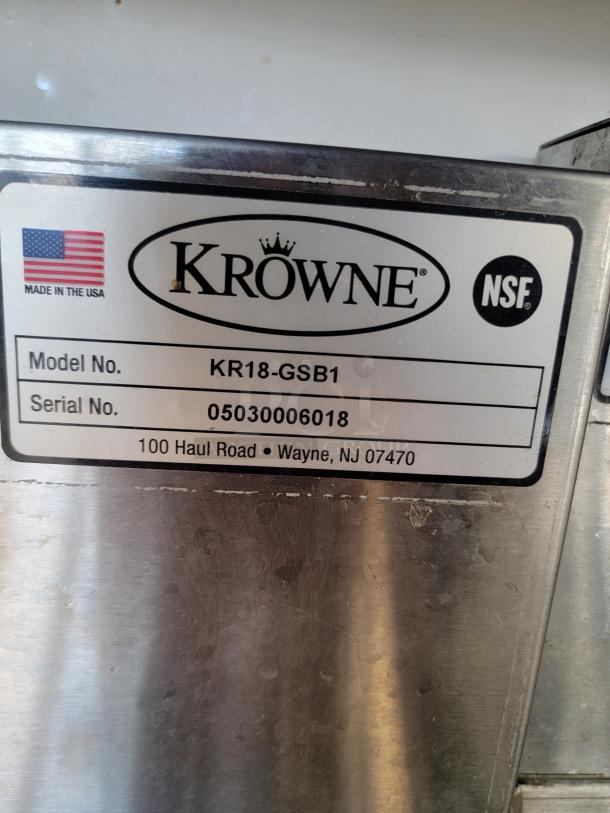 MADE IN THE USA
KROWNE®
NSF®
Model No. KR18-GSB1
Serial No. 05030006018
100 Haul Road • Wayne, NJ 07470